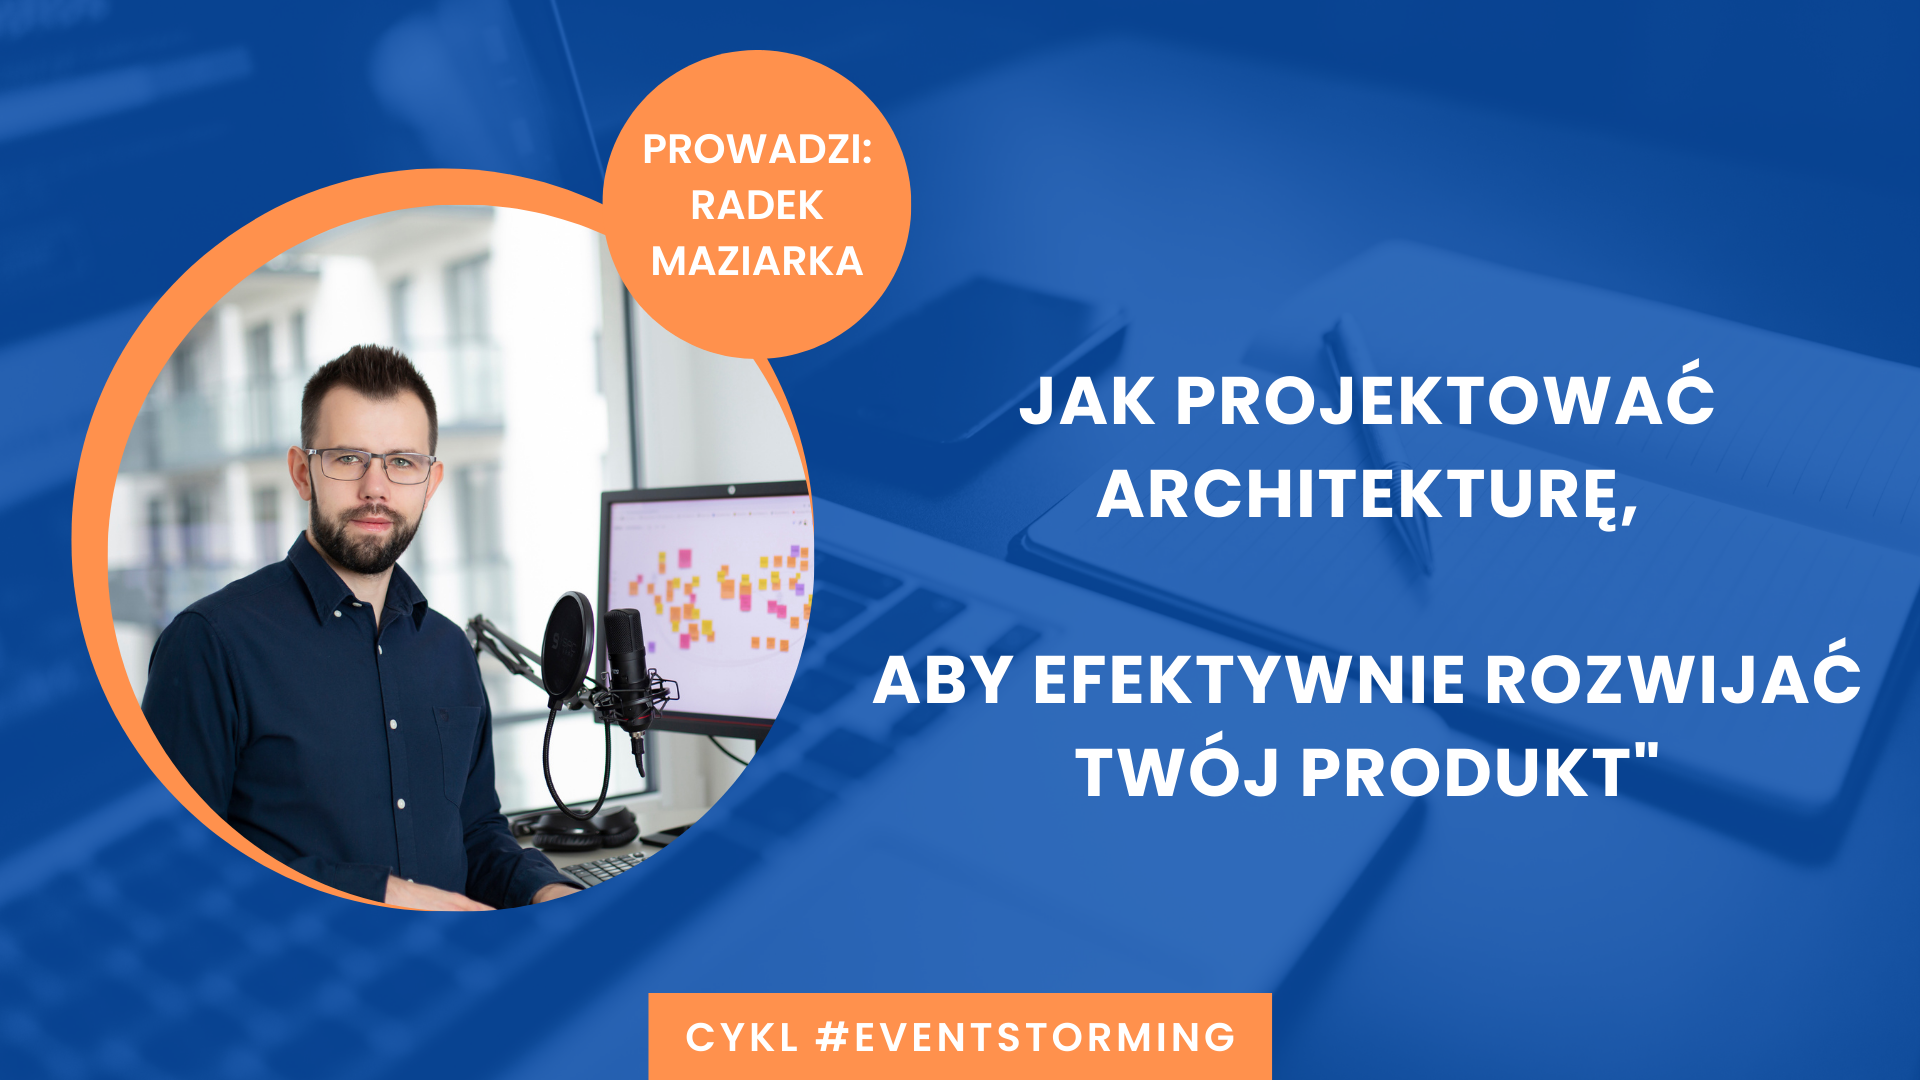 PROWADZI:
RADEK
MAZIARKA
JAK PROJEKTOWAĆ
ARCHITEKTURĘ,
ABY EFEKTYWNIE ROZWIJAĆ
TWÓJ PRODUKT"
CYKL #EVENTSTORMING